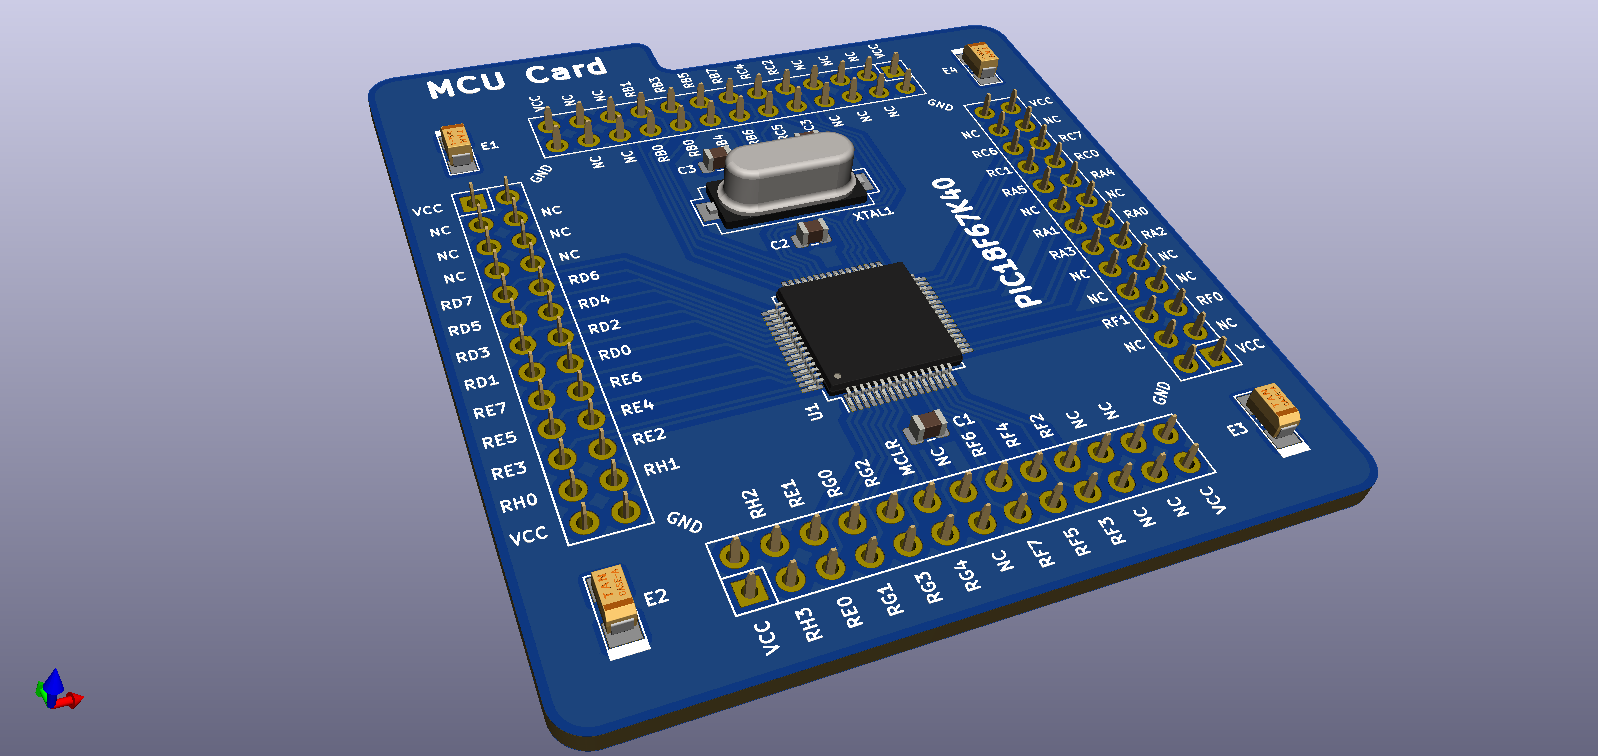 MCU Card
VCC
NC
NC
RB1
RB3
RB5
RB7
RC4
RC2
NC
NC
NC
VCC
GND
NC
NC
RB0
RB0
RB4
RB6
RC5
RC3
NC
NC
NC
E1
E4
C3
XTAL1
C2
PIC18F67K40
VCC
NC
NC
NC
RD7
RD5
RD3
RD1
RE7
RE5
RE3
RH0
VCC
NC
NC
NC
RD6
RD4
RD2
RD0
RE6
RE4
RE2
RH1
GND
GND
NC
RC6
RC1
RA5
NC
RA1
RA3
NC
NC
RF1
NC
VCC
NC
RC7
RC0
RA4
NC
RA0
RA2
NC
NC
RF0
NC
VCC
U1
C1
RH2
RE1
RG0
RG2
MCLR
NC
RF6
RF4
RF2
NC
NC
GND
VCC
RH3
RE0
RG1
RG3
RG4
NC
RF7
RF5
RF3
NC
NC
VCC
E3
E2
TAN